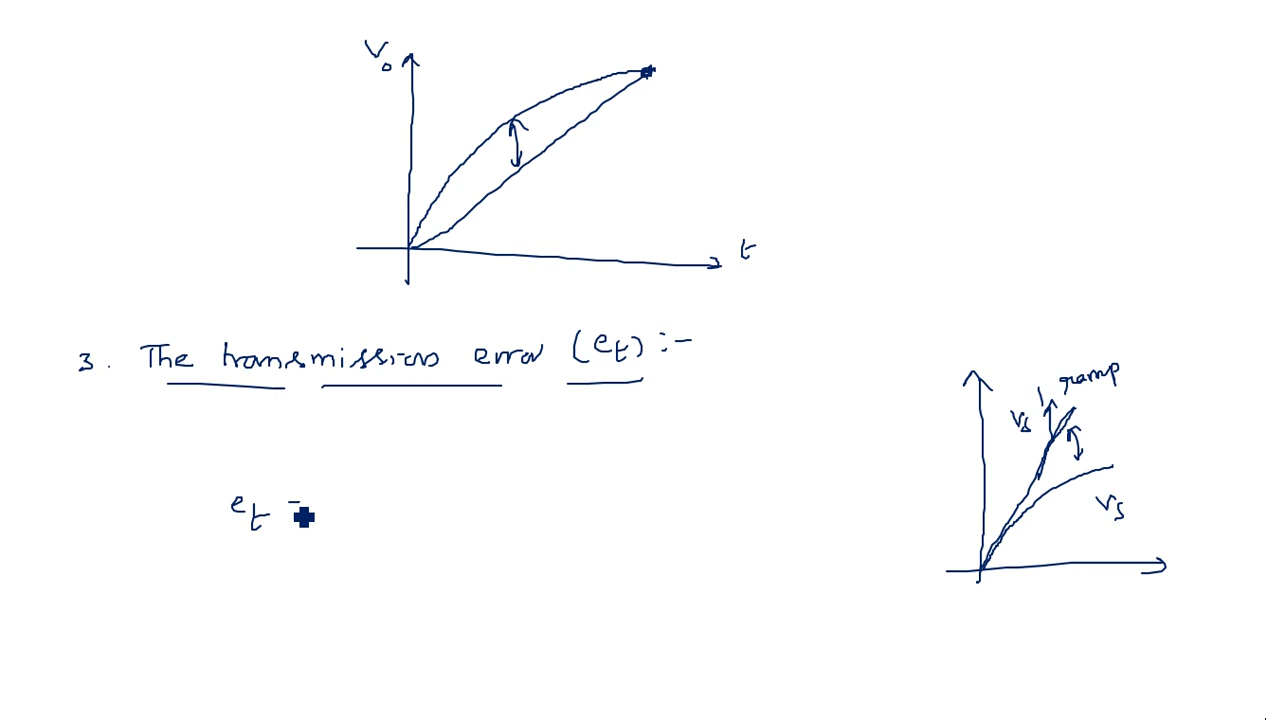 V₀
t
3. The transmission error (eₜ) :-
ramp
Vₛ'
Vₛ
eₜ =